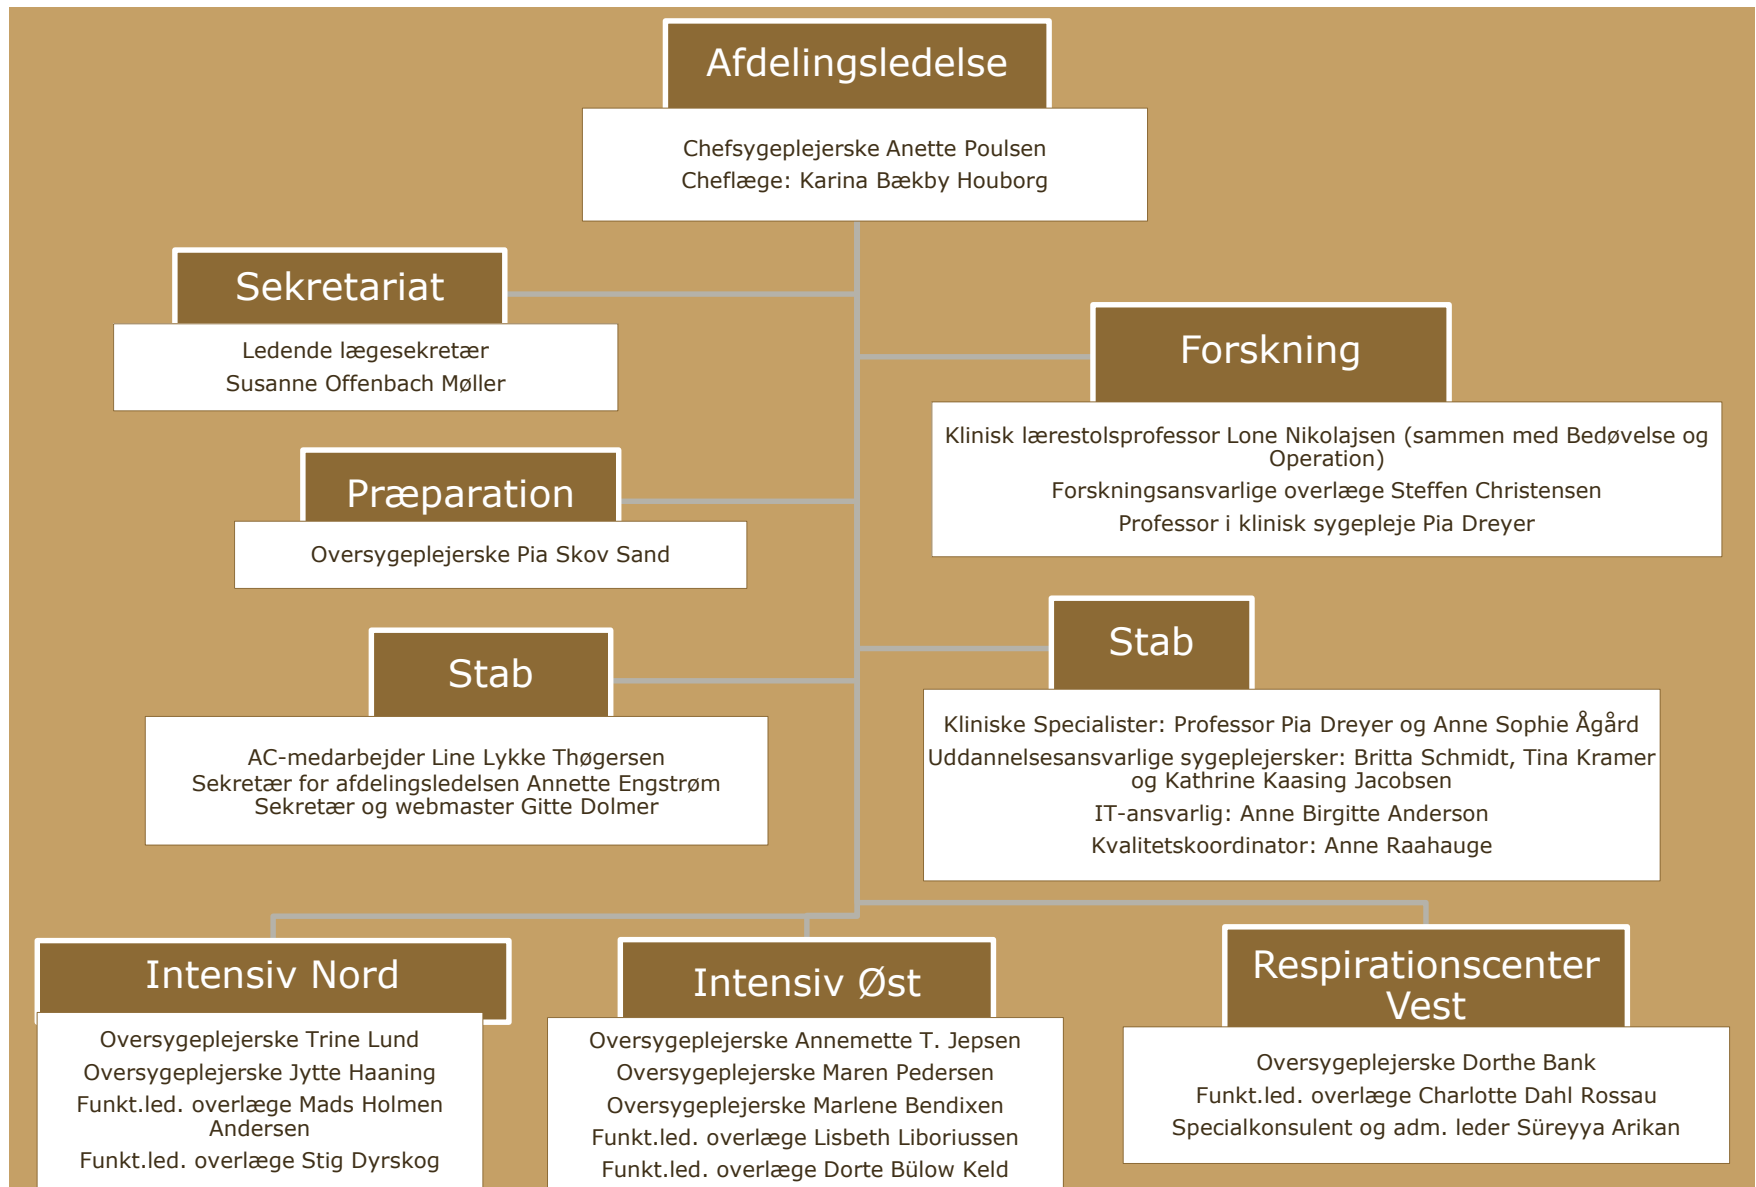 Afdelingsledelse
Chefsygeplejerske Anette Poulsen
Cheflæge: Karina Bækby Houborg
Sekretariat
Ledende lægesekretær
Susanne Offenbach Møller
Forskning
Klinisk lærestolsprofessor Lone Nikolajsen (sammen med Bedøvelse og
Operation)
Forskningsansvarlige overlæge Steffen Christensen
Professor i klinisk sygepleje Pia Dreyer
Præparation
Oversygeplejerske Pia Skov Sand
Stab
AC-medarbejder Line Lykke Thøgersen
Sekretær for afdelingsledelsen Annette Engstrøm
Sekretær og webmaster Gitte Dolmer
Stab
Kliniske Specialister: Professor Pia Dreyer og Anne Sophie Ågård
Uddannelsesansvarlige sygeplejersker: Britta Schmidt, Tina Kramer
og Kathrine Kaasing Jacobsen
IT-ansvarlig: Anne Birgitte Anderson
Kvalitetskoordinator: Anne Raahauge
Intensiv Nord
Oversygeplejerske Trine Lund
Oversygeplejerske Jytte Haaning
Funkt.led. overlæge Mads Holmen
Andersen
Funkt.led. overlæge Stig Dyrskog
Intensiv Øst
Oversygeplejerske Annemette T. Jepsen
Oversygeplejerske Maren Pedersen
Oversygeplejerske Marlene Bendixen
Funkt.led. overlæge Lisbeth Liboriussen
Funkt.led. overlæge Dorte Bülow Keld
Respirationscenter
Vest
Oversygeplejerske Dorthe Bank
Funkt.led. overlæge Charlotte Dahl Rossau
Specialkonsulent og adm. leder Süreyya Arikan